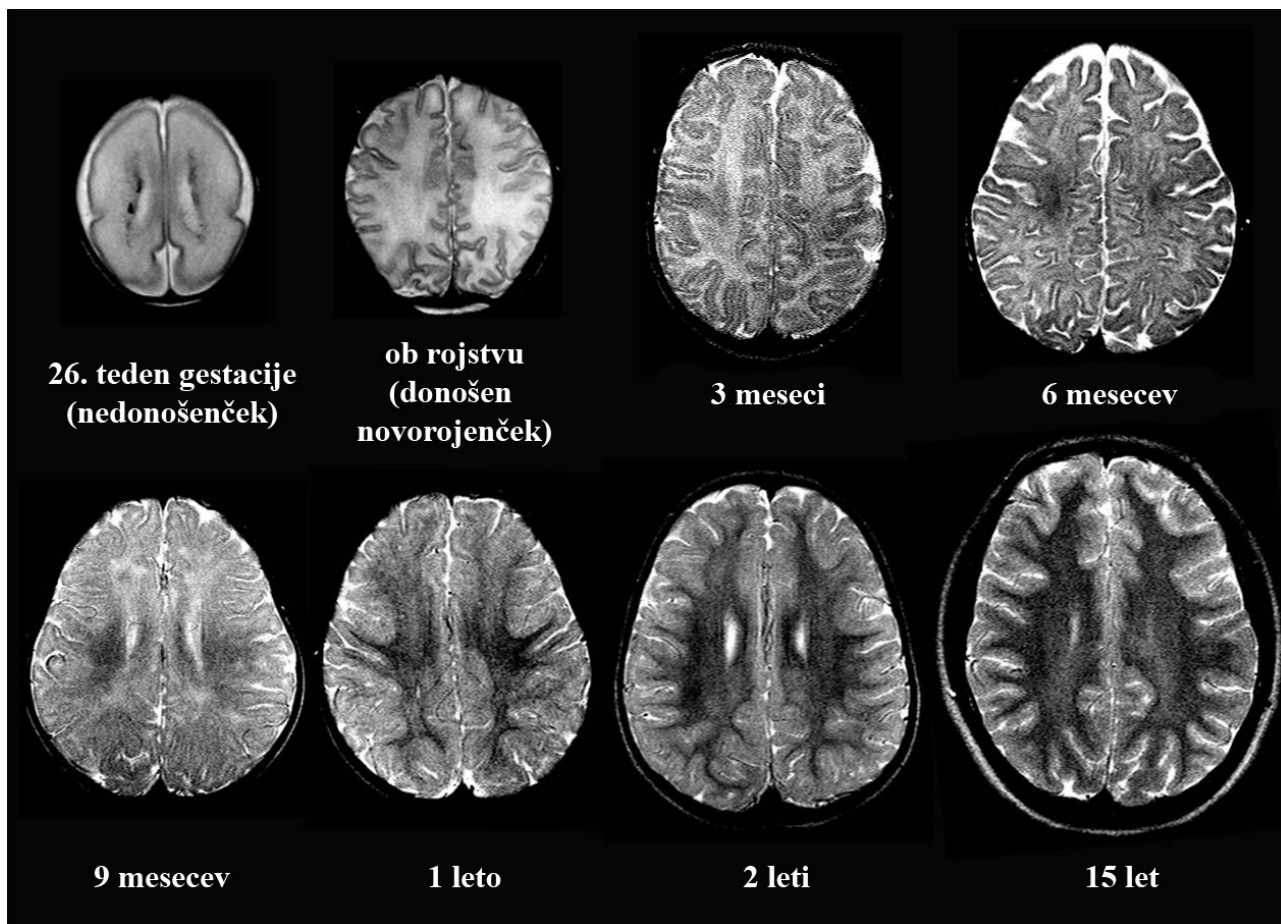 26. teden gestacije
(nedonošenček)
ob rojstvu
(donošen
novorojenček)
3 meseci
6 mesecev
9 mesecev
1 leto
2 leti
15 let